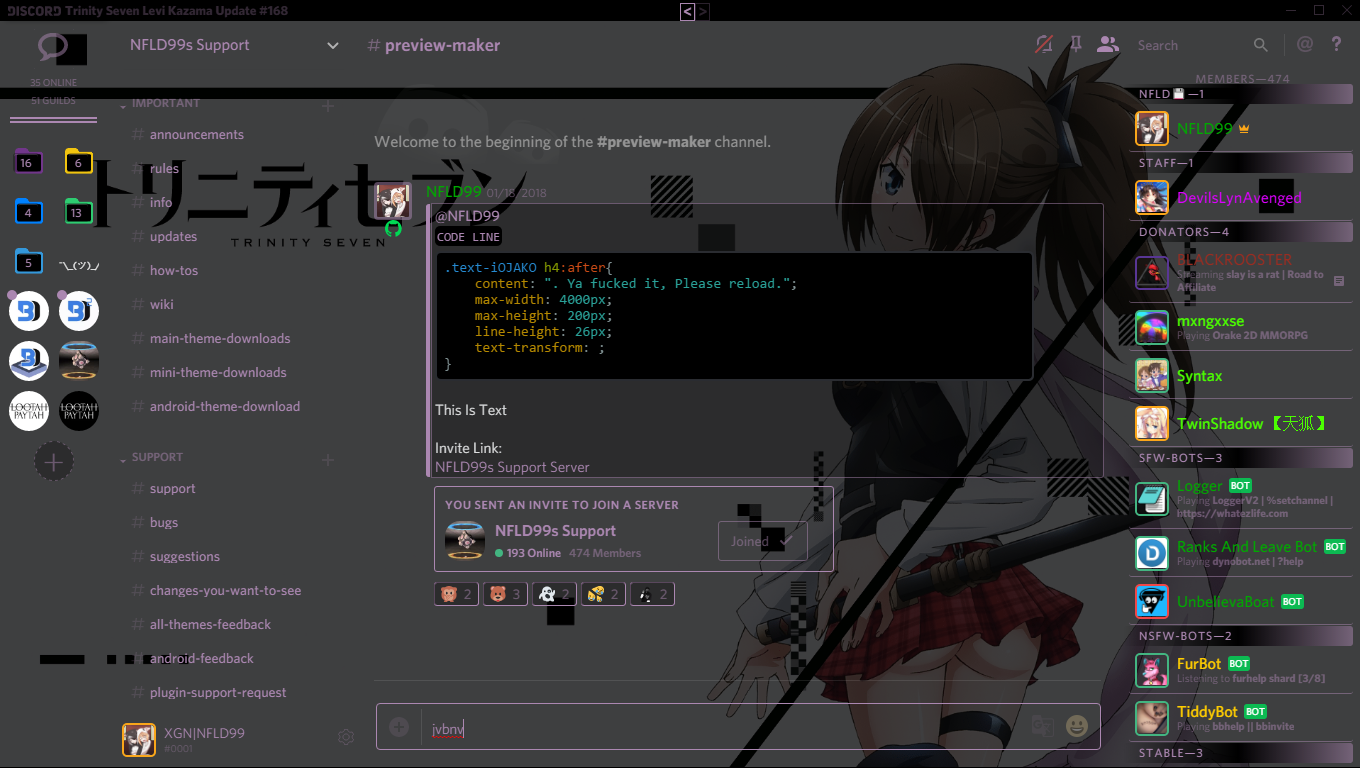 DISCORD Trinity Seven Levi Kazama Update #168
< >
35 ONLINE
51 GUILDS
16
6
4
13
5
¯\_(ツ)_/¯
LOOTAH PAYTAH
LOOTAH PAYTAH
NFLD99s Support
IMPORTANT
# announcements
# rules
# info
# updates
# how-tos
# wiki
# main-theme-downloads
# mini-theme-downloads
# android-theme-download
SUPPORT
# support
# bugs
# suggestions
# changes-you-want-to-see
# all-themes-feedback
# android-feedback
# plugin-support-request
XGN|NFLD99
#0001
トリニティセブン
TRINITY SEVEN
# preview-maker
Search
@ ?
Welcome to the beginning of the #preview-maker channel.
NFLD99 01/18/2018
@NFLD99
CODE LINE
.text-iOJAKO h4:after{
content: ". Ya fucked it, Please reload.";
max-width: 4000px;
max-height: 200px;
line-height: 26px;
text-transform: ;
}
This Is Text
Invite Link:
NFLD99s Support Server
YOU SENT AN INVITE TO JOIN A SERVER
NFLD99s Support
193 Online 474 Members
Joined
2 3 2 2 2
jvbnv
MEMBERS—474
NFLD💾—1
NFLD99
STAFF—1
DevilsLynAvenged
DONATORS—4
BLACKROOSTER
Streaming slay is a rat | Road to
Affiliate
mxngxxse
Playing Orake 2D MMORPG
Syntax
TwinShadow 【天狐】
SFW-BOTS—3
Logger BOT
Playing LoggerV2 | %setchannel |
https://whatezlife.com
Ranks And Leave Bot BOT
Playing dynobot.net | ?help
UnbelievaBoat BOT
NSFW-BOTS—2
FurBot BOT
Listening to furhelp shard [3/8]
TiddyBot BOT
Playing bbhelp || bbinvite
STABLE—3